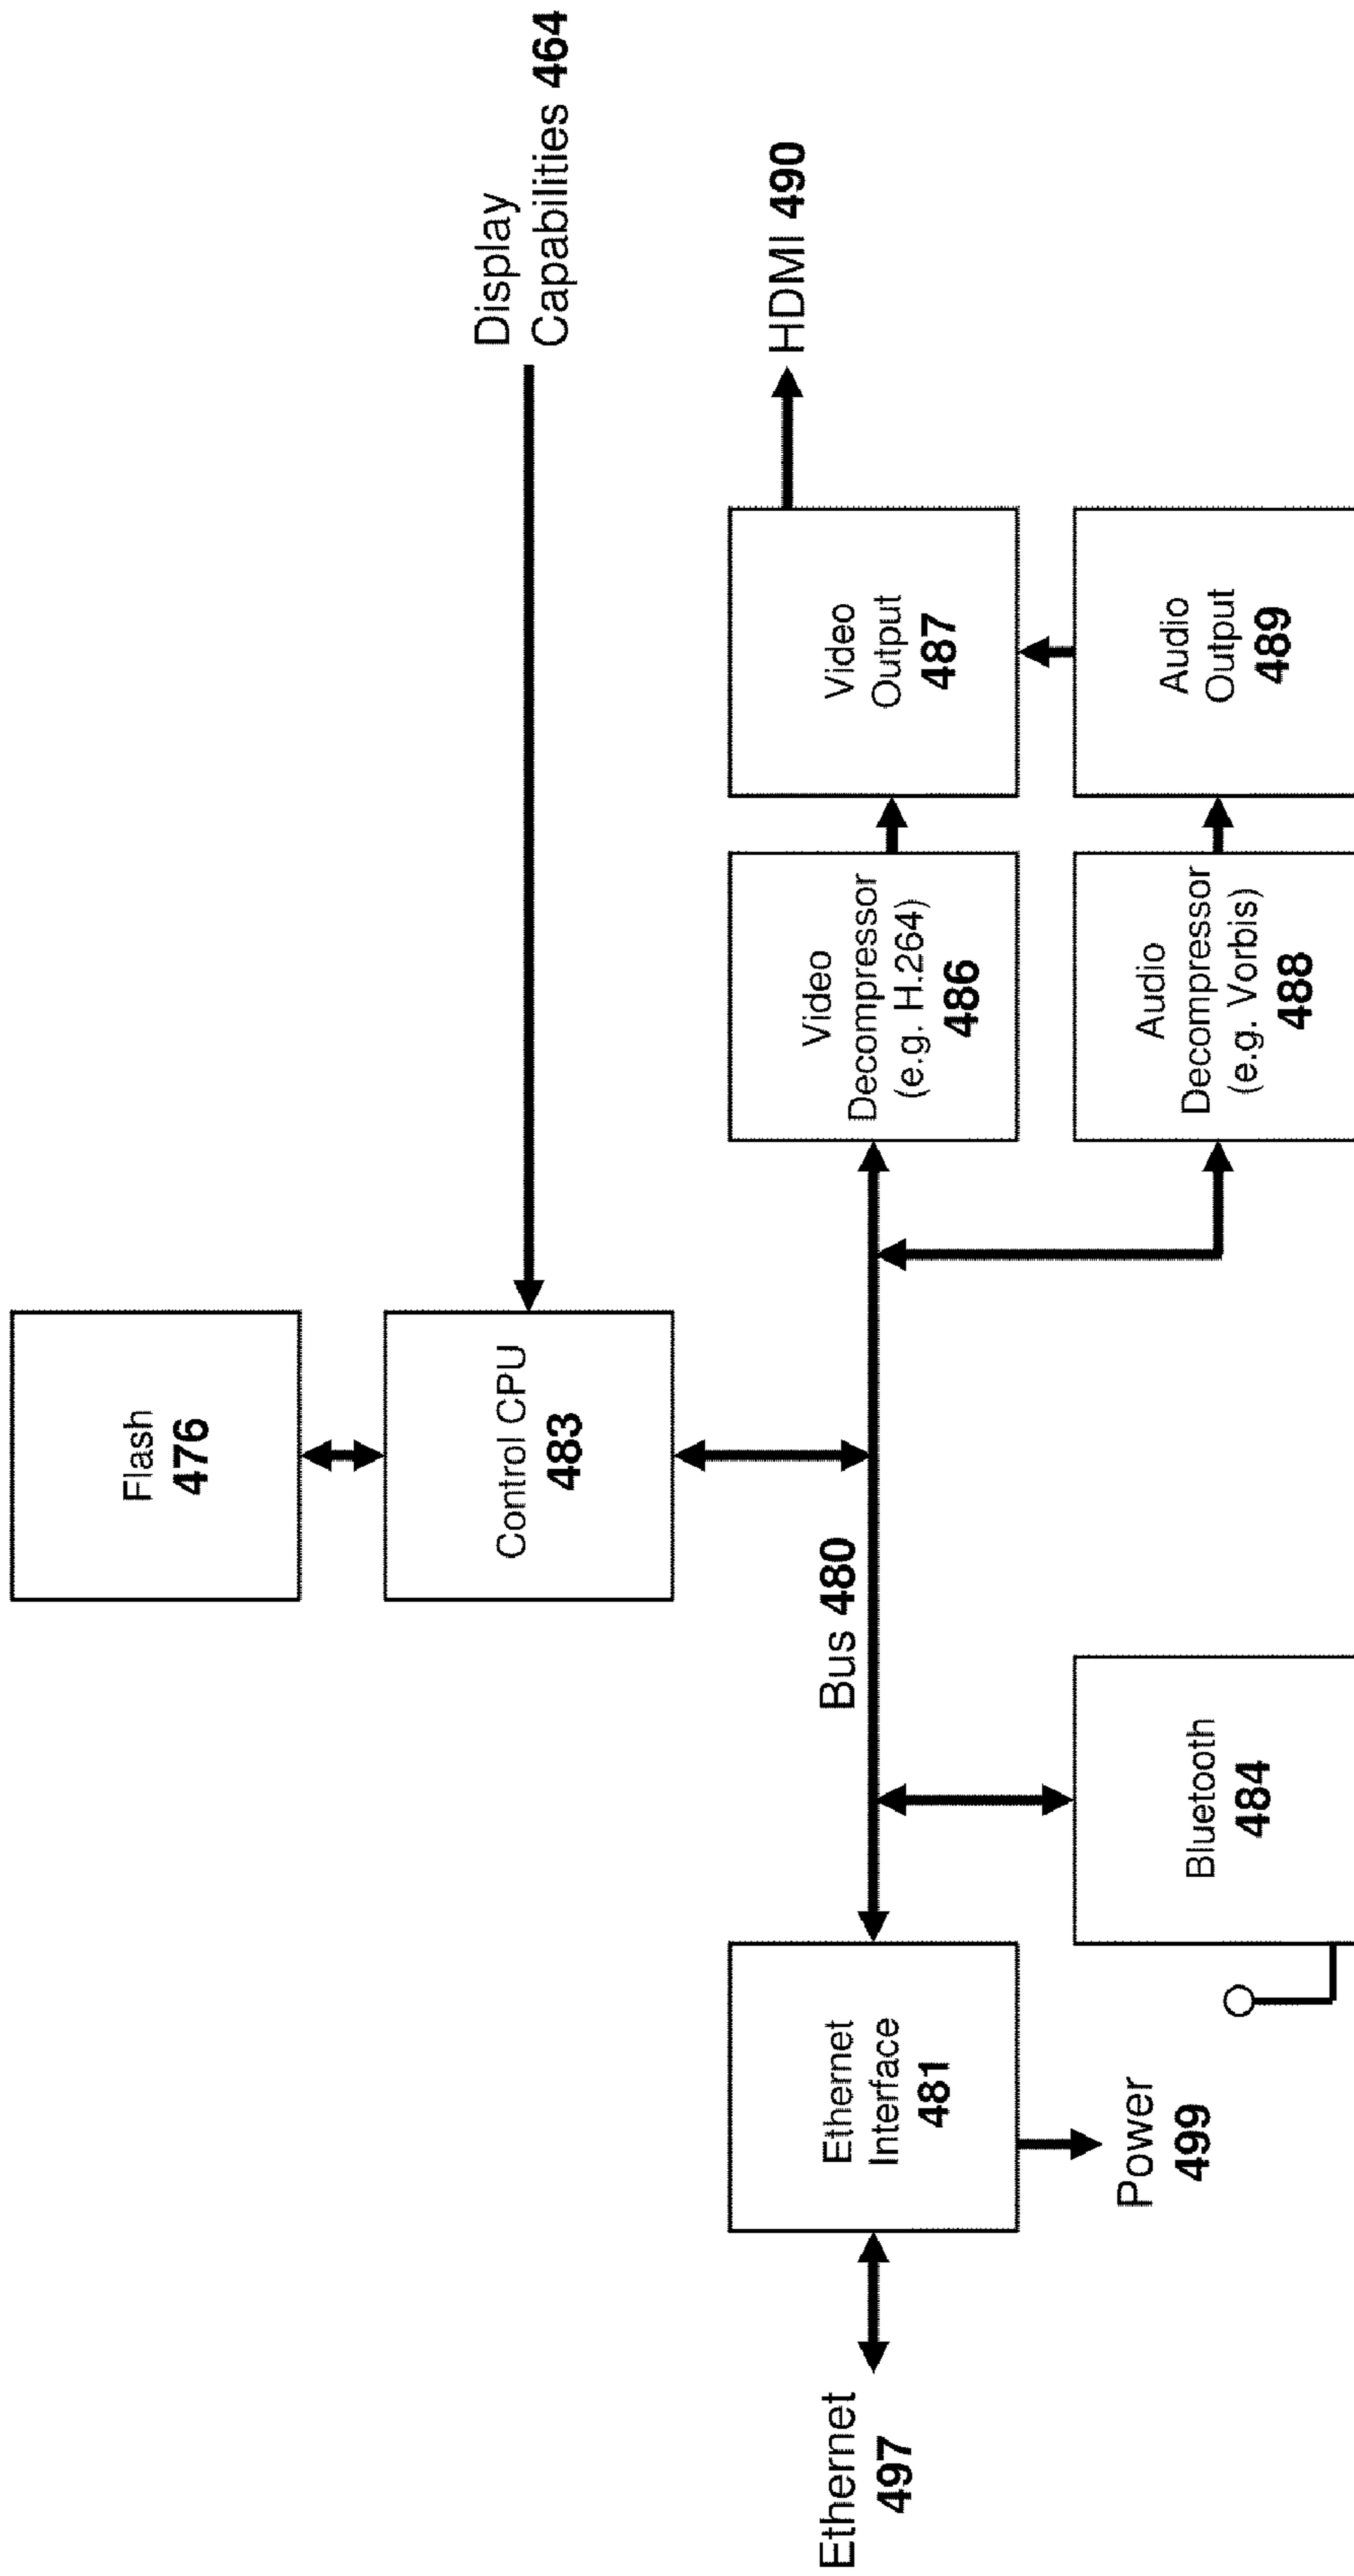 Flash
476
Control CPU
483
Display
Capabilities 464
Bus 480
Ethernet
497
Ethernet
Interface
481
Power
499
Bluetooth
484
Video
Decompressor
(e.g. H.264)
486
Video
Output
487
HDMI 490
Audio
Decompressor
(e.g. Vorbis)
488
Audio
Output
489